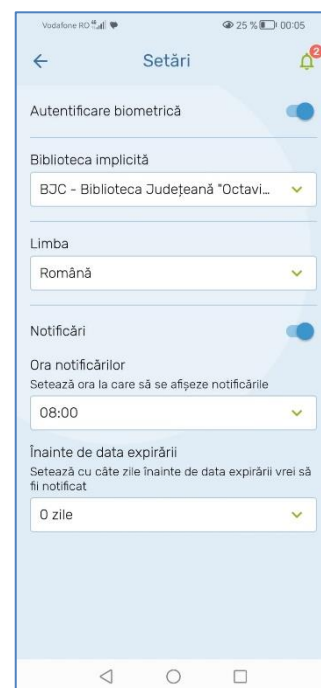 Vodafone RO 25 % 00:05
Setări 2
Autentificare biometrică
Biblioteca implicită
BJC - Biblioteca Județeană "Octavi...
Limba
Română
Notificări
Ora notificărilor
Setează ora la care să se afișeze notificările
08:00
Înainte de data expirării
Setează cu câte zile înainte de data expirării vrei să
fii notificat
0 zile